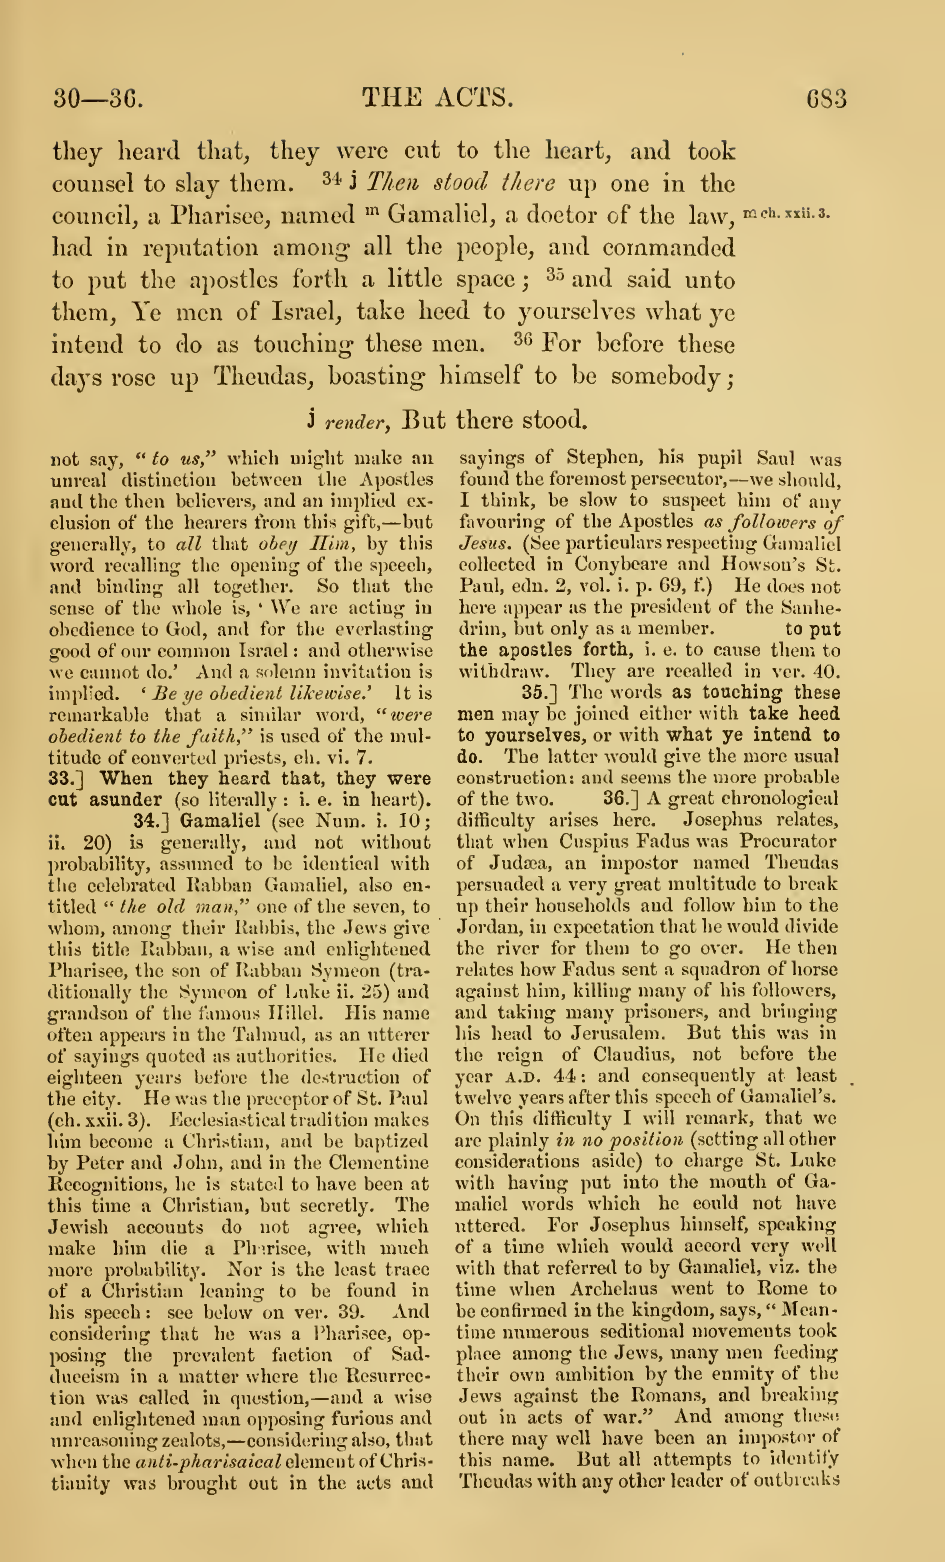 30—36. THE ACTS. 683
they heard that, they were cut to the heart, and took
counsel to slay them. 34 j Then stood there up one in the
council, a Pharisee, named m Gamaliel, a doctor of the law, m ch. xxii. 3.
had in reputation among all the people, and commanded
to put the apostles forth a little space; 35 and said unto
them, Ye men of Israel, take heed to yourselves what ye
intend to do as touching these men. 36 For before these
days rose up Theudas, boasting himself to be somebody;
j render, But there stood.
not say, “to us,” which might make an
unreal distinction between the Apostles
and the then believers, and an implied ex-
clusion of the hearers from this gift,—but
generally, to all that obey Him, by this
word recalling the opening of the speech,
and binding all together. So that the
sense of the whole is, ‘We are acting in
obedience to God, and for the everlasting
good of our common Israel: and otherwise
we cannot do.’ And a solemn invitation is
implied. ‘Be ye obedient likewise.’ It is
remarkable that a similar word, “were
obedient to the faith,” is used of the mul-
titude of converted priests, ch. vi. 7.
33.] When they heard that, they were
cut asunder (so literally: i. e. in heart).
34.] Gamaliel (see Num. i. 10;
ii. 20) is generally, and not without
probability, assumed to be identical with
the celebrated Rabban Gamaliel, also en-
titled “the old man,” one of the seven, to
whom, among their Rabbis, the Jews give
this title Rabban, a wise and enlightened
Pharisee, the son of Rabban Symeon (tra-
ditionally the Symeon of Luke ii. 25) and
grandson of the famous Hillel. His name
often appears in the Talmud, as an utterer
of sayings quoted as authorities. He died
eighteen years before the destruction of
the city. He was the preceptor of St. Paul
(ch. xxii. 3). Ecclesiastical tradition makes
him become a Christian, and be baptized
by Peter and John, and in the Clementine
Recognitions, he is stated to have been at
this time a Christian, but secretly. The
Jewish accounts do not agree, which
make him die a Pharisee, with much
more probability. Nor is the least trace
of a Christian leaning to be found in
his speech: see below on ver. 39. And
considering that he was a Pharisee, op-
posing the prevalent faction of Sad-
duceism in a matter where the Resurrec-
tion was called in question,—and a wise
and enlightened man opposing furious and
unreasoning zealots,—considering also, that
when the anti-pharisaical element of Chris-
tianity was brought out in the acts and
sayings of Stephen, his pupil Saul was
found the foremost persecutor,—we should,
I think, be slow to suspect him of any
favouring of the Apostles as followers of
Jesus. (See particulars respecting Gamaliel
collected in Conybeare and Howson's St.
Paul, edn. 2, vol. i. p. 69, f.) He does not
here appear as the president of the Sanhe-
drim, but only as a member. to put
the apostles forth, i. e. to cause them to
withdraw. They are recalled in ver. 40.
35.] The words as touching these
men may be joined either with take heed
to yourselves, or with what ye intend to
do. The latter would give the more usual
construction: and seems the more probable
of the two. 36.] A great chronological
difficulty arises here. Josephus relates,
that when Cuspius Fadus was Procurator
of Judæa, an impostor named Theudas
persuaded a very great multitude to break
up their households and follow him to the
Jordan, in expectation that he would divide
the river for them to go over. He then
relates how Fadus sent a squadron of horse
against him, killing many of his followers,
and taking many prisoners, and bringing
his head to Jerusalem. But this was in
the reign of Claudius, not before the
year A.D. 44: and consequently at least
twelve years after this speech of Gamaliel's.
On this difficulty I will remark, that we
are plainly in no position (setting all other
considerations aside) to charge St. Luke
with having put into the mouth of Ga-
maliel words which he could not have
uttered. For Josephus himself, speaking
of a time which would accord very well
with that referred to by Gamaliel, viz. the
time when Archelaus went to Rome to
be confirmed in the kingdom, says, “Mean-
time numerous seditional movements took
place among the Jews, many men feeding
their own ambition by the enmity of the
Jews against the Romans, and breaking
out in acts of war.” And among these
there may well have been an impostor of
this name. But all attempts to identify
Theudas with any other leader of outbreaks